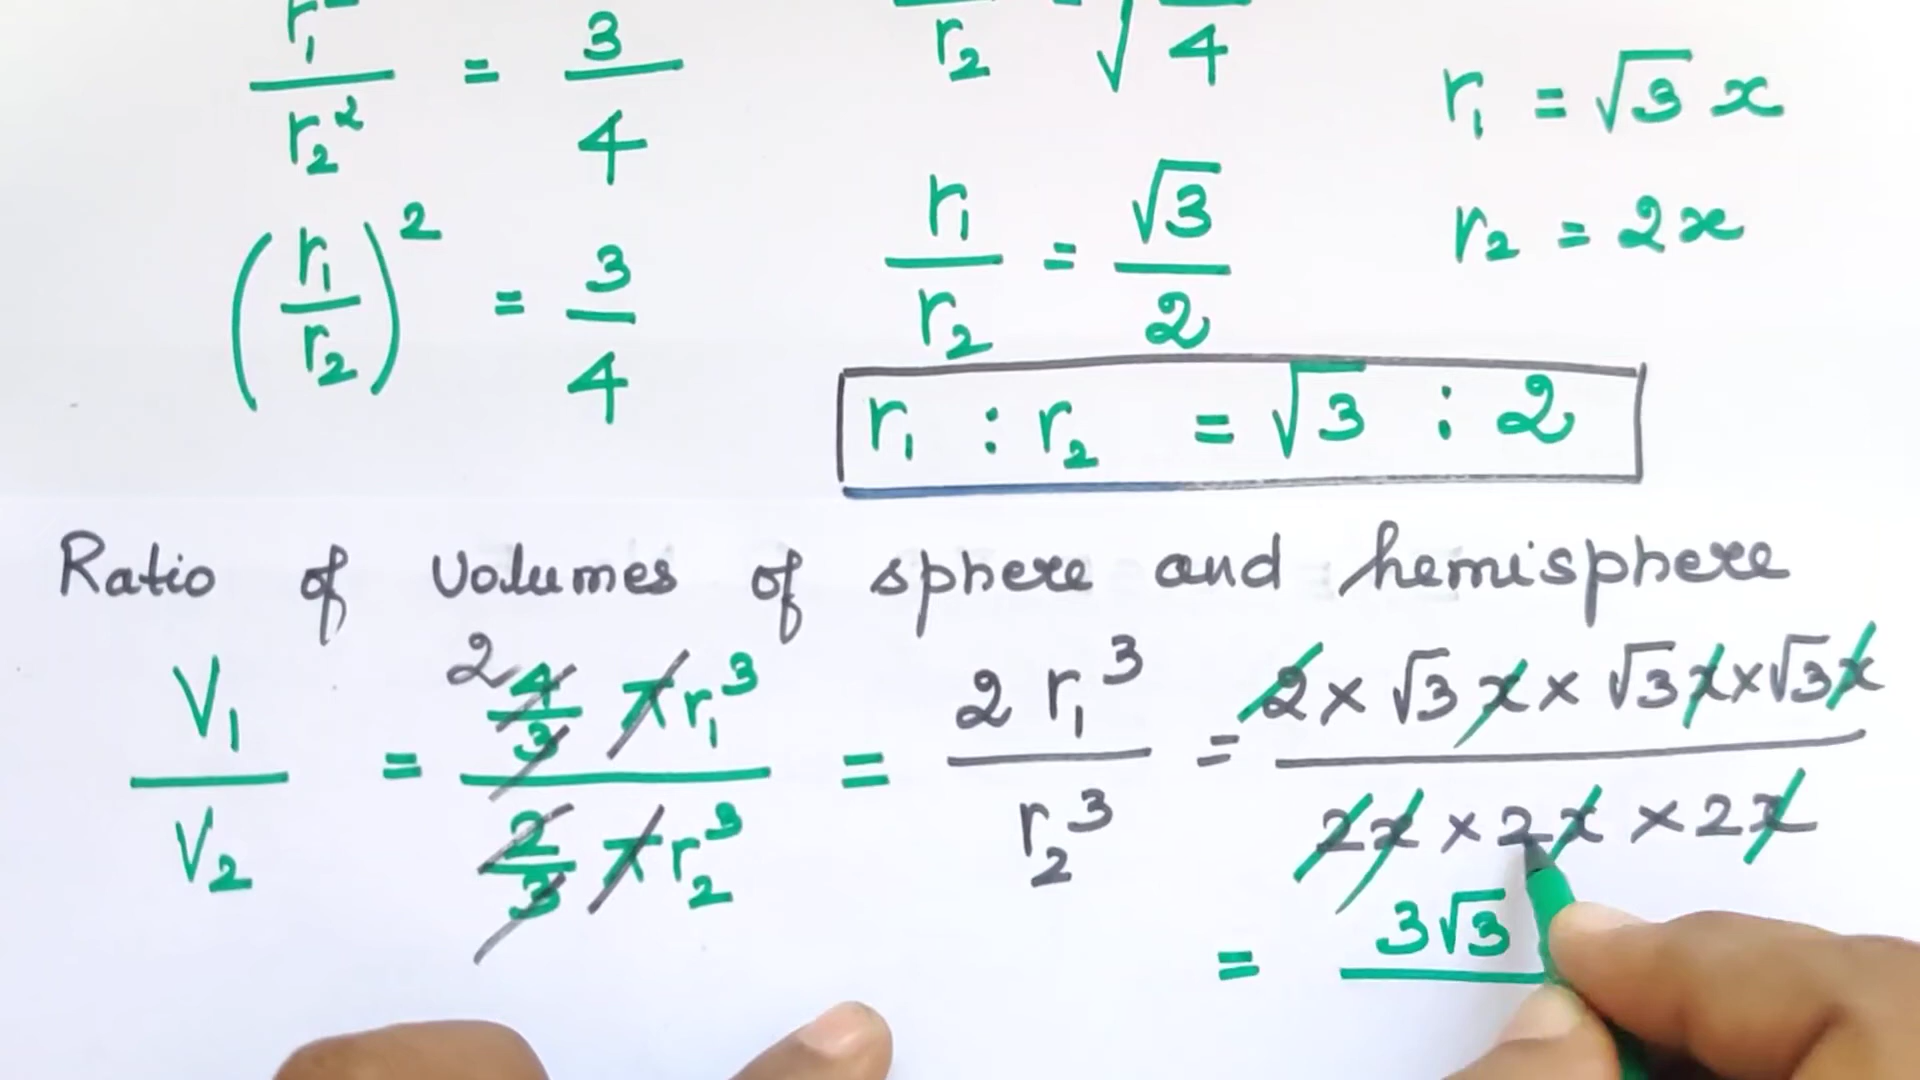 r₁² / r₂² = 3 / 4
(r₁ / r₂)² = 3 / 4
r₂ = √ 4
r₁ / r₂ = √3 / 2
r₁ = √3 x
r₂ = 2x
r₁ : r₂ = √3 : 2
Ratio of volumes of sphere and hemisphere
V₁ / V₂ = 2 4/3 π r₁³ / 2/3 π r₂³ = 2 r₁³ / r₂³ = 2 × √3 x × √3 x × √3 x / 2x × 2x × 2x
= 3√3